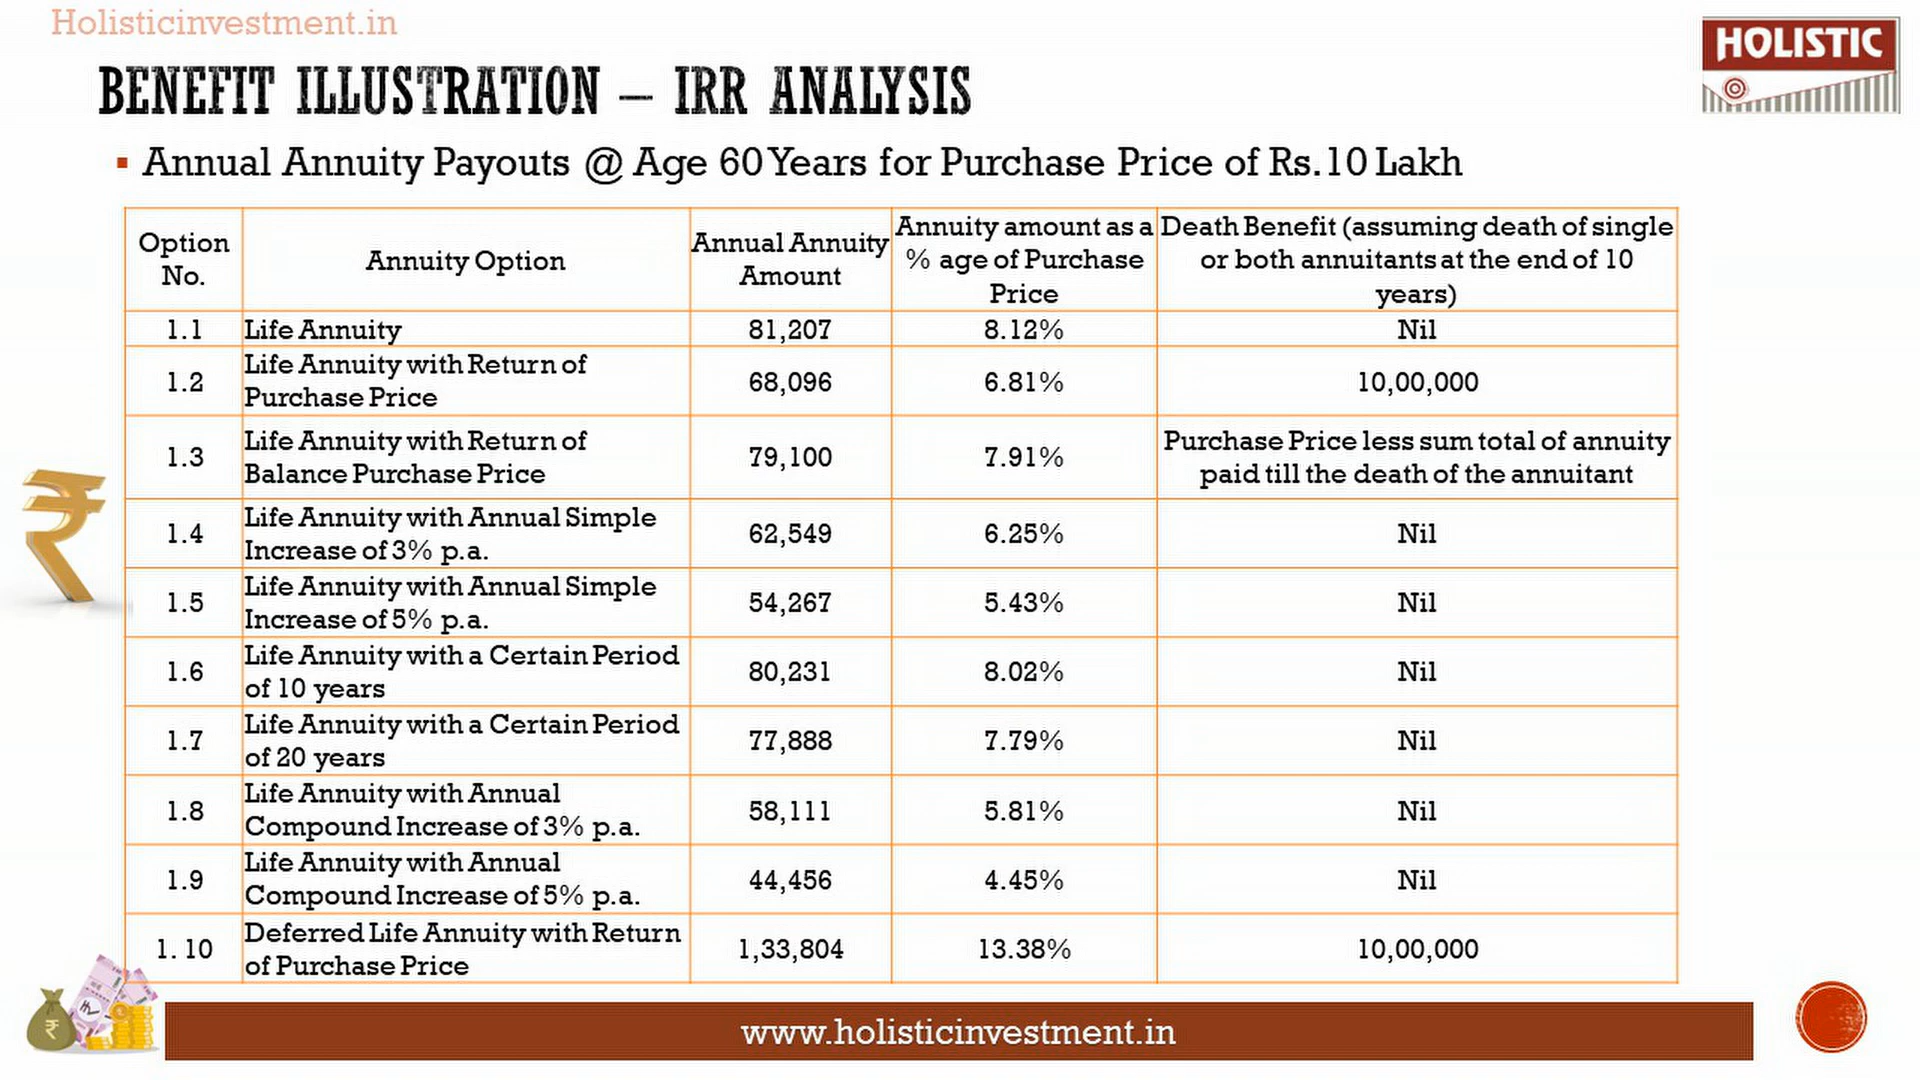 Holisticinvestment.in
HOLISTIC
BENEFIT ILLUSTRATION – IRR ANALYSIS
Annual Annuity Payouts @ Age 60 Years for Purchase Price of Rs.10 Lakh
Option No.
Annuity Option
Annual Annuity Amount
Annuity amount as a % age of Purchase Price
Death Benefit (assuming death of single or both annuitants at the end of 10 years)
1.1 Life Annuity 81,207 8.12% Nil
1.2 Life Annuity with Return of Purchase Price 68,096 6.81% 10,00,000
1.3 Life Annuity with Return of Balance Purchase Price 79,100 7.91% Purchase Price less sum total of annuity paid till the death of the annuitant
1.4 Life Annuity with Annual Simple Increase of 3% p.a. 62,549 6.25% Nil
1.5 Life Annuity with Annual Simple Increase of 5% p.a. 54,267 5.43% Nil
1.6 Life Annuity with a Certain Period of 10 years 80,231 8.02% Nil
1.7 Life Annuity with a Certain Period of 20 years 77,888 7.79% Nil
1.8 Life Annuity with Annual Compound Increase of 3% p.a. 58,111 5.81% Nil
1.9 Life Annuity with Annual Compound Increase of 5% p.a. 44,456 4.45% Nil
1. 10 Deferred Life Annuity with Return of Purchase Price 1,33,804 13.38% 10,00,000
www.holisticinvestment.in